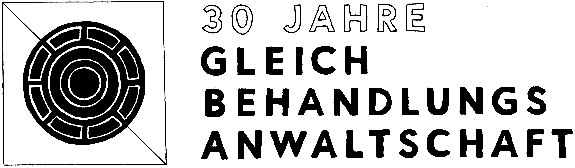 30 JAHRE
GLEICH
BEHANDLUNGS
ANWALTSCHAFT